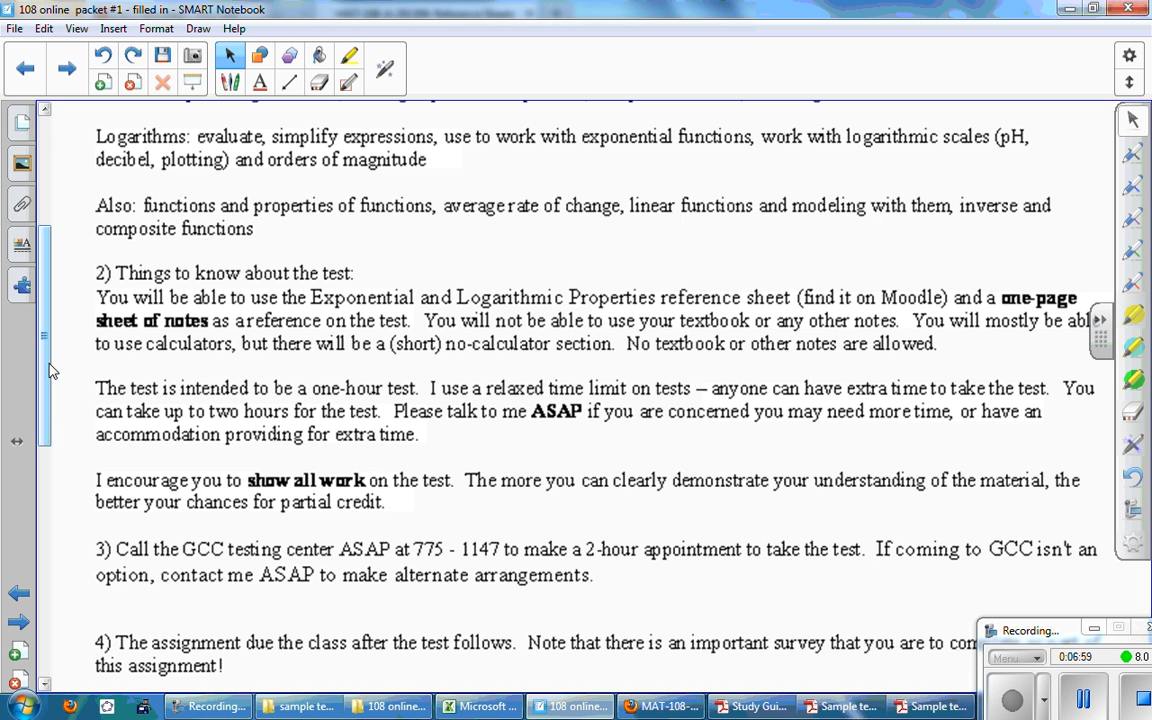 108 online packet #1 - filled in - SMART Notebook
File Edit View Insert Format Draw Help
Logarithms: evaluate, simplify expressions, use to work with exponential functions, work with logarithmic scales (pH,
decibel, plotting) and orders of magnitude
Also: functions and properties of functions, average rate of change, linear functions and modeling with them, inverse and
composite functions
2) Things to know about the test:
You will be able to use the Exponential and Logarithmic Properties reference sheet (find it on Moodle) and a one-page
sheet of notes as a reference on the test. You will not be able to use your textbook or any other notes. You will mostly be able
to use calculators, but there will be a (short) no-calculator section. No textbook or other notes are allowed.
The test is intended to be a one-hour test. I use a relaxed time limit on tests – anyone can have extra time to take the test. You
can take up to two hours for the test. Please talk to me ASAP if you are concerned you may need more time, or have an
accommodation providing for extra time.
I encourage you to show all work on the test. The more you can clearly demonstrate your understanding of the material, the
better your chances for partial credit.
3) Call the GCC testing center ASAP at 775 - 1147 to make a 2-hour appointment to take the test. If coming to GCC isn't an
option, contact me ASAP to make alternate arrangements.
4) The assignment due the class after the test follows. Note that there is an important survey that you are to com
this assignment!
Recording...
Menu
0:06:59 8.0
Recording... sample te... 108 online... Microsoft ... 108 online... MAT-108-... Study Gui... Sample te... Sample te...